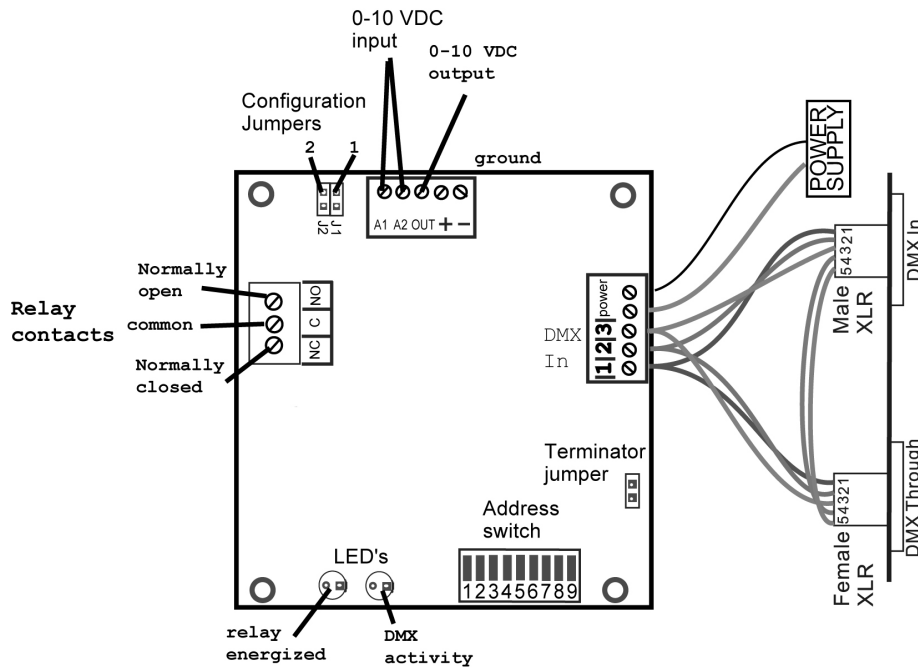 0-10 VDC
input
0-10 VDC
output
Configuration
Jumpers
2 1
ground
J2 J1
A1 A2 OUT + −
POWER
SUPPLY
Normally
open
Relay
contacts
common
Normally
closed
NO
C
NC
DMX
In
|1|2|3|power
54321
Male
XLR
DMX In
Terminator
jumper
Address
switch
123456789
LED's
relay
energized
DMX
activity
54321
Female
XLR
DMX Through